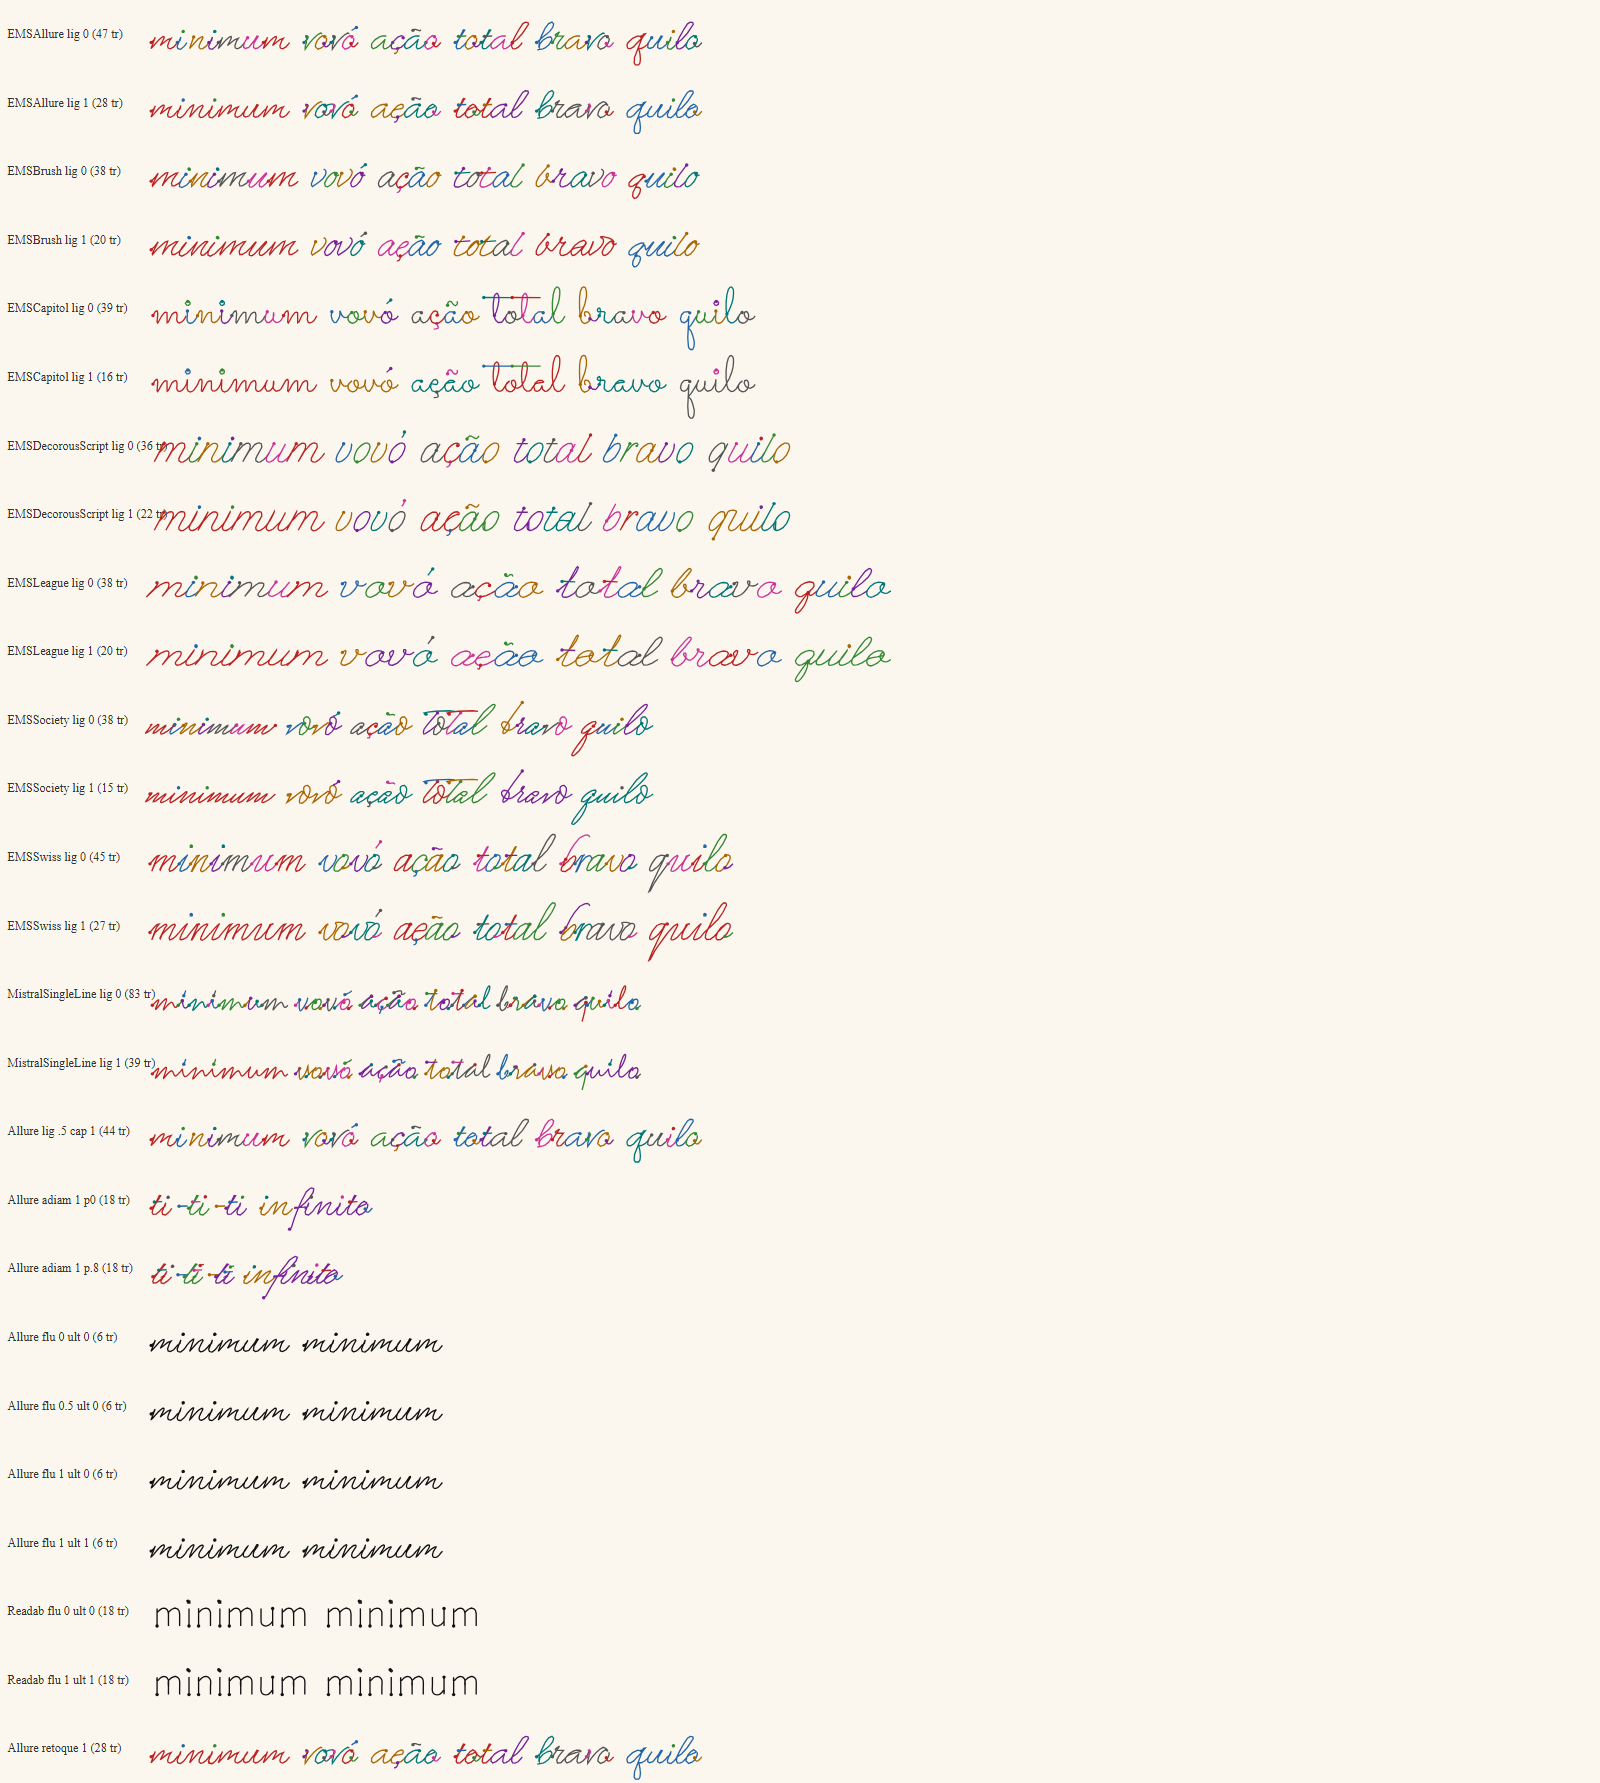 EMSAllure lig 0 (47 tr) minimum vovó ação total bravo quilo
EMSAllure lig 1 (28 tr) minimum vovó ação total bravo quilo
EMSBrush lig 0 (38 tr) minimum vovó ação total bravo quilo
EMSBrush lig 1 (20 tr) minimum vovó ação total bravo quilo
EMSCapitol lig 0 (39 tr) minimum vovó ação total bravo quilo
EMSCapitol lig 1 (16 tr) minimum vovó ação total bravo quilo
EMSDecorousScript lig 0 (36 tr) minimum vovó ação total bravo quilo
EMSDecorousScript lig 1 (22 tr) minimum vovó ação total bravo quilo
EMSLeague lig 0 (38 tr) minimum vovó ação total bravo quilo
EMSLeague lig 1 (20 tr) minimum vovó ação total bravo quilo
EMSSociety lig 0 (38 tr) minimum vovó ação total bravo quilo
EMSSociety lig 1 (15 tr) minimum vovó ação total bravo quilo
EMSSwiss lig 0 (45 tr) minimum vovó ação total bravo quilo
EMSSwiss lig 1 (27 tr) minimum vovó ação total bravo quilo
MistralSingleLine lig 0 (83 tr) minimum vovó ação total bravo quilo
MistralSingleLine lig 1 (39 tr) minimum vovó ação total bravo quilo
Allure lig .5 cap 1 (44 tr) minimum vovó ação total bravo quilo
Allure adiam 1 p0 (18 tr) ti-ti-ti infinito
Allure adiam 1 p.8 (18 tr) ti-ti-ti infinito
Allure flu 0 ult 0 (6 tr) minimum minimum
Allure flu 0.5 ult 0 (6 tr) minimum minimum
Allure flu 1 ult 0 (6 tr) minimum minimum
Allure flu 1 ult 1 (6 tr) minimum minimum
Readab flu 0 ult 0 (18 tr) minimum minimum
Readab flu 1 ult 1 (18 tr) minimum minimum
Allure retoque 1 (28 tr) minimum vovó ação total bravo quilo